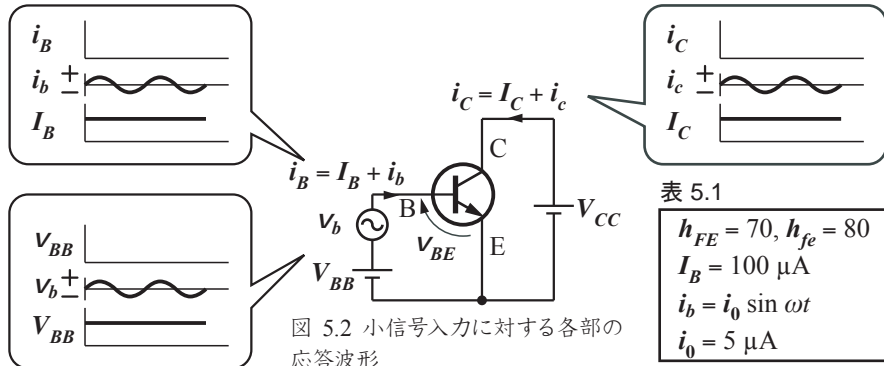 i_B
i_b + −
I_B
v_BB
v_b + −
V_BB
i_B = I_B + i_b
v_b
V_BB
B
v_BE
C
E
i_C = I_C + i_c
V_CC
i_C
i_c + −
I_C
図 5.2 小信号入力に対する各部の
応答波形
表 5.1
h_FE = 70, h_fe = 80
I_B = 100 μA
i_b = i_0 sin ωt
i_0 = 5 μA